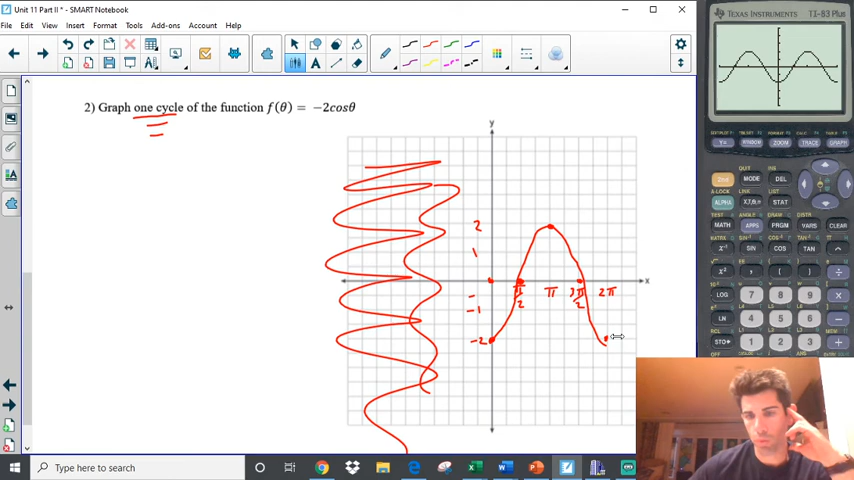 Unit 11 Part II * - SMART Notebook
File Edit View Insert Format Tools Add-ons Account Help
2) Graph one cycle of the function f(θ) = −2cosθ
y
x
2
1
-1
-2
π/2
π
3π/2
2π
Type here to search
TEXAS INSTRUMENTS TI-83 Plus
Y= WINDOW ZOOM TRACE GRAPH
2nd MODE DEL
A-LOCK LINK LIST
ALPHA X,T,θ,n STAT
MATH APPS PRGM VARS CLEAR
SIN COS TAN
LOG 7 8 9
LN 4 5 6
STO 1 2 3